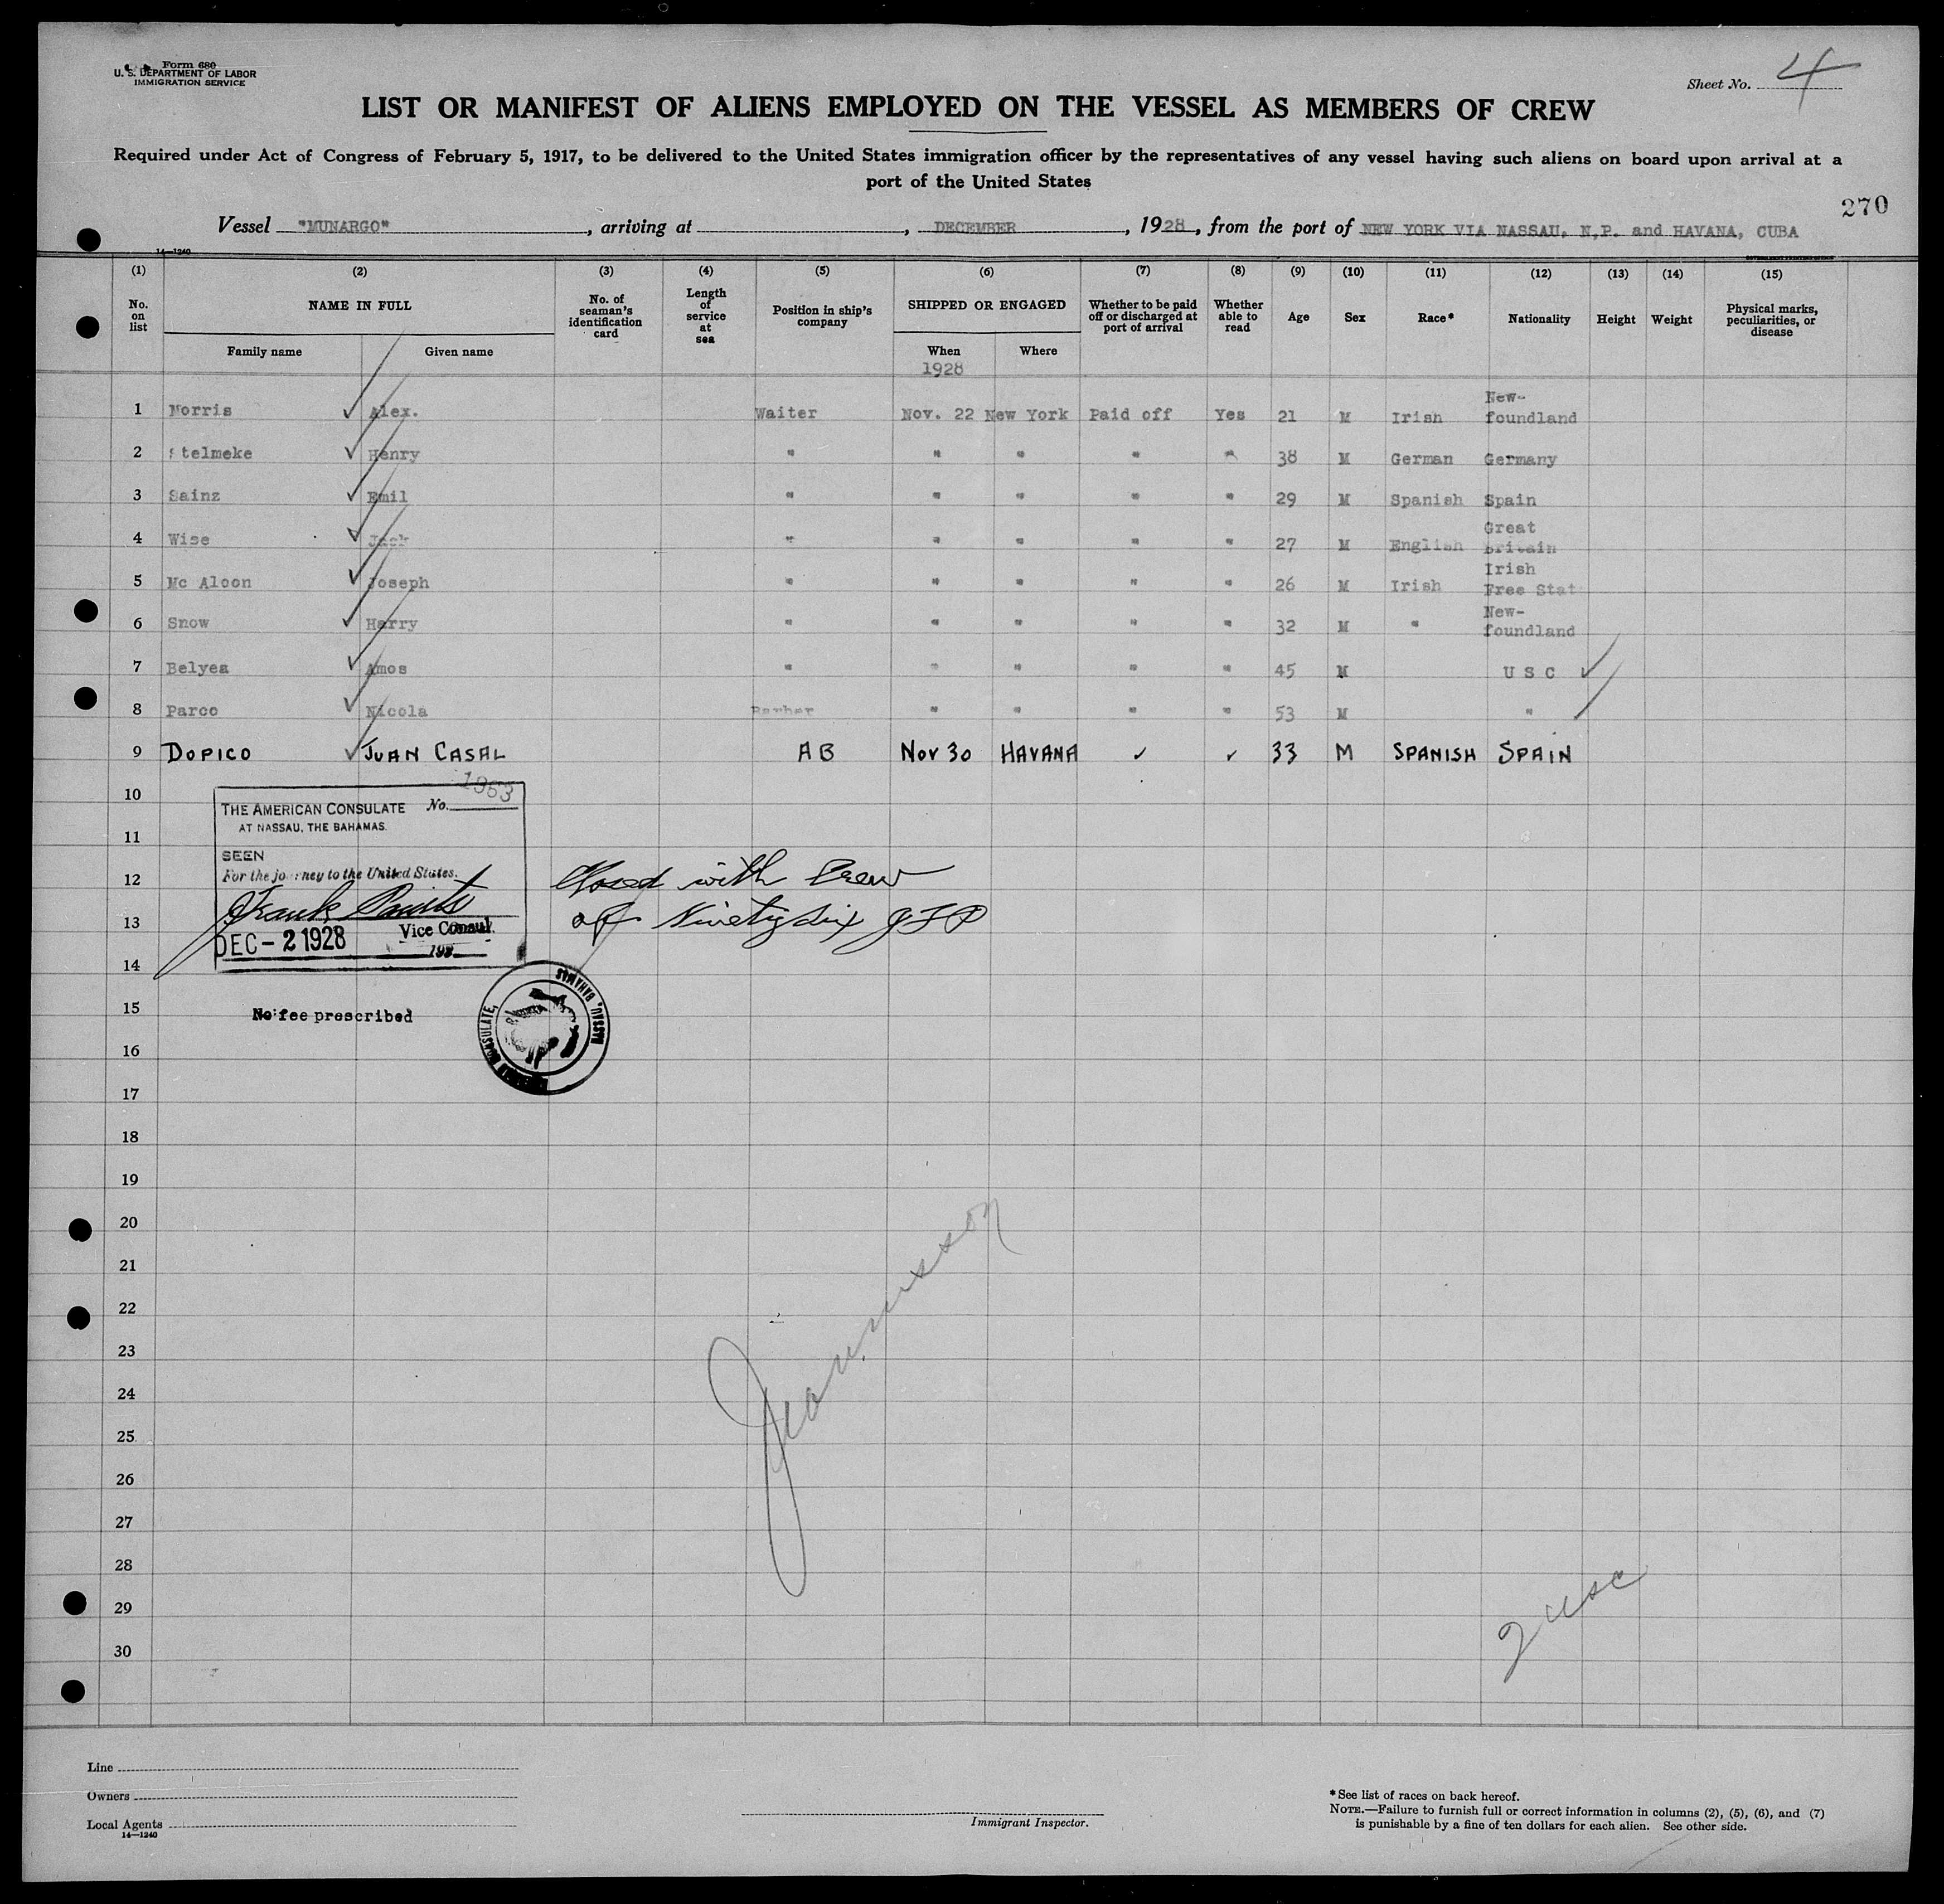 Form 680
U. S. DEPARTMENT OF LABOR
IMMIGRATION SERVICE
Sheet No. 4
LIST OR MANIFEST OF ALIENS EMPLOYED ON THE VESSEL AS MEMBERS OF CREW
Required under Act of Congress of February 5, 1917, to be delivered to the United States immigration officer by the representatives of any vessel having such aliens on board upon arrival at a
port of the United States
270
Vessel "MUNARGO", arriving at , DECEMBER, 1928, from the port of NEW YORK VIA NASSAU, N.P. and HAVANA, CUBA
14—1240
(1) (2) (3) (4) (5) (6) (7) (8) (9) (10) (11) (12) (13) (14) (15)
No. on list NAME IN FULL No. of seaman's identification card Length of service at sea Position in ship's company SHIPPED OR ENGAGED Whether to be paid off or discharged at port of arrival Whether able to read Age Sex Race* Nationality Height Weight Physical marks, peculiarities, or disease
Family name Given name When Where
1928
1 Morris ✓ Alex. Waiter Nov. 22 New York Paid off Yes 21 M Irish New-foundland
2 Stelmeke ✓ Henry " " " " " 38 M German Germany
3 Sainz ✓ Emil " " " " " 29 M Spanish Spain
4 Wise ✓ Jack " " " " " 27 M English Great Britain
5 Mc Aloon ✓ Joseph " " " " " 26 M Irish Irish Free Stat
6 Snow ✓ Harry " " " " " 32 M " New-foundland
7 Belyea ✓ Amos " " " " " 45 M U S C ✓
8 Parco ✓ Nicola Barber " " " " 53 M "
9 DOPICO ✓ JUAN CASAL AB Nov 30 HAVANA ✓ ✓ 33 M SPANISH SPAIN
10
11
12
13
14
15
16
17
18
19
20
21
22
23
24
25
26
27
28
29
30
THE AMERICAN CONSULATE No. 1953
AT NASSAU, THE BAHAMAS.
SEEN
For the journey to the United States.
Frank
Vice Consul.
DEC - 2 1928
192
No fee prescribed
CONSULATE, NASSAU, BAHAMAS
Closed with Crew
of Ninety six
2 usc
Line
Owners
Local Agents
14—1240
Immigrant Inspector.
*See list of races on back hereof.
NOTE.—Failure to furnish full or correct information in columns (2), (5), (6), and (7)
is punishable by a fine of ten dollars for each alien. See other side.